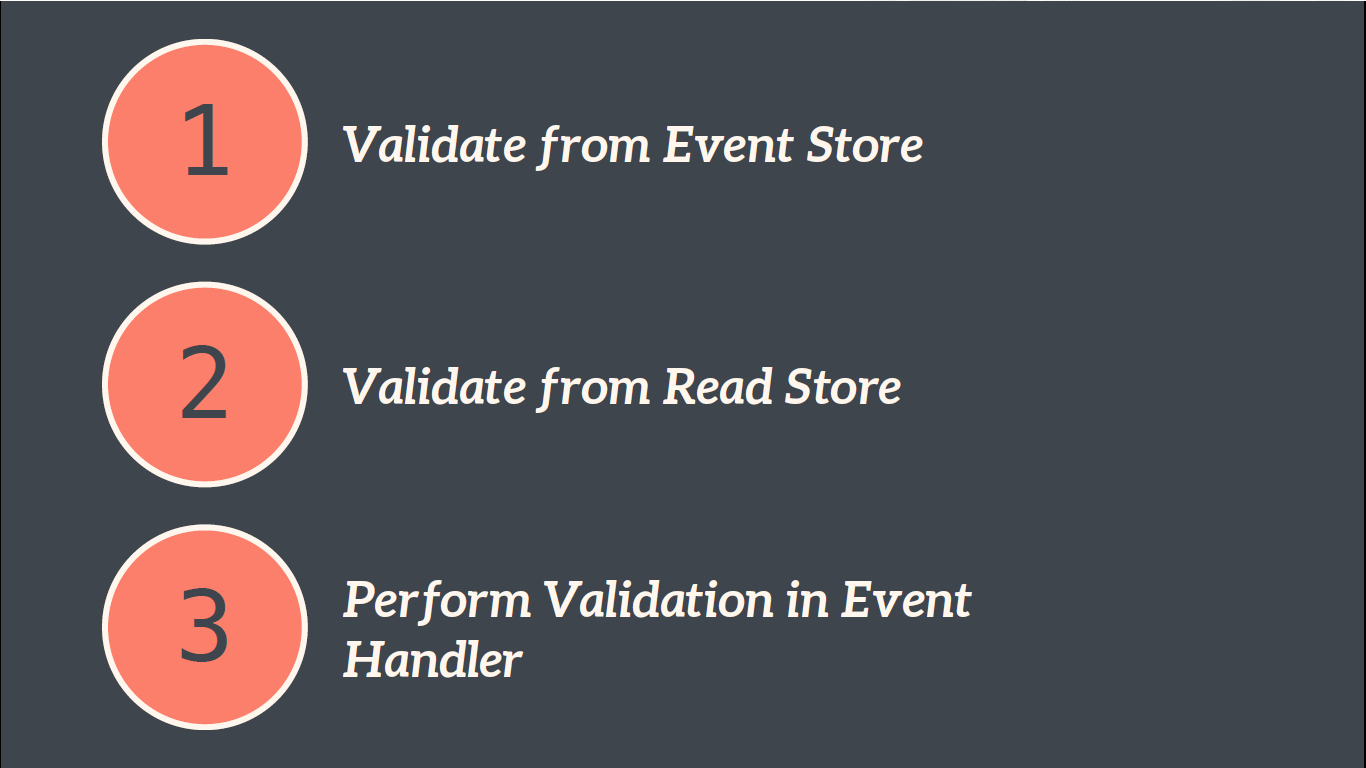 1
Validate from Event Store
2
Validate from Read Store
3
Perform Validation in Event
Handler